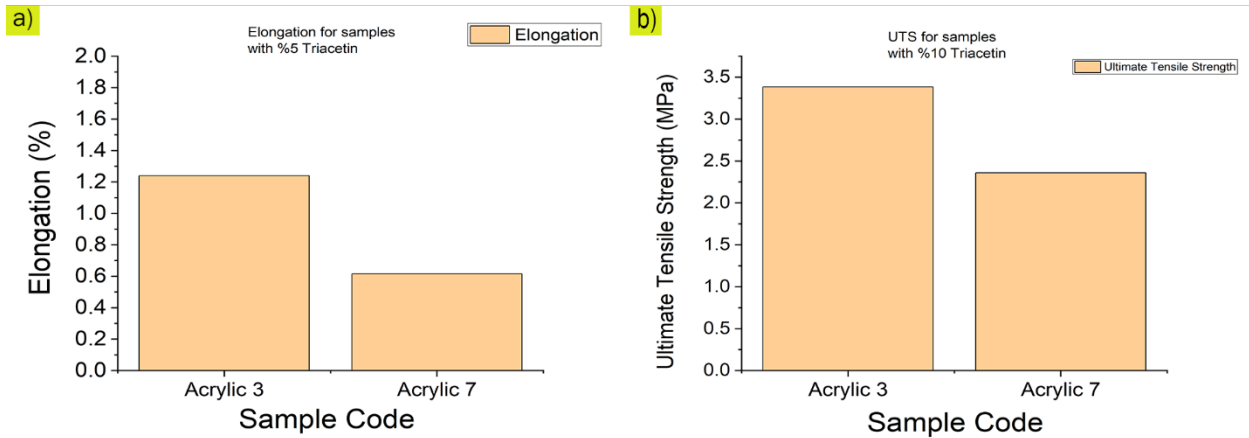 a)
Elongation for samples
with %5 Triacetin
Elongation
Elongation (%)
2.0
1.8
1.6
1.4
1.2
1.0
0.8
0.6
0.4
0.2
0.0
Acrylic 3
Acrylic 7
Sample Code
b)
UTS for samples
with %10 Triacetin
Ultimate Tensile Strength
Ultimate Tensile Strength (MPa)
3.5
3.0
2.5
2.0
1.5
1.0
0.5
0.0
Acrylic 3
Acrylic 7
Sample Code